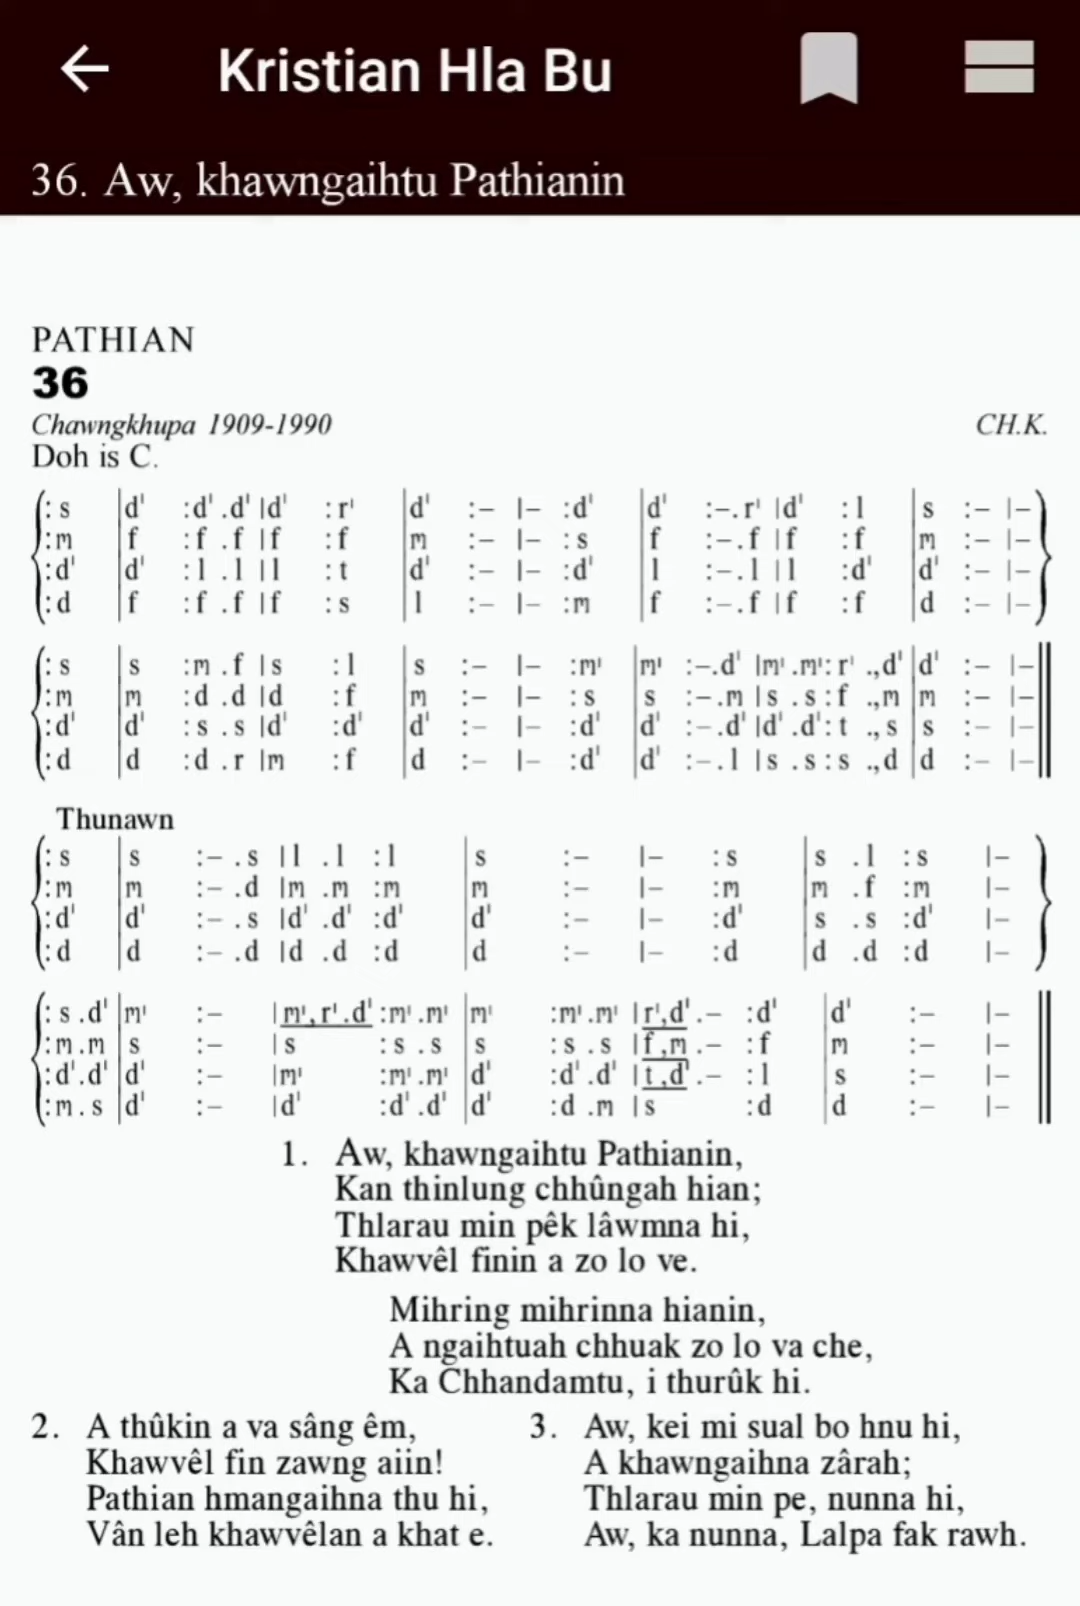 Kristian Hla Bu
36. Aw, khawngaihtu Pathianin
PATHIAN
36
Chawngkhupa 1909-1990 CH.K.
Doh is C.
:s |d' :d' .d' |d' :r' |d' :– |– :d' |d' :–.r' |d' :l |s :– |–
:m |f :f .f |f :f |m :– |– :s |f :–.f |f :f |m :– |–
:d' |d' :l .l |l :t |d' :– |– :d' |l :–.l |l :d' |d' :– |–
:d |f :f .f |f :s |l :– |– :m |f :–.f |f :f |d :– |–
:s |s :m .f |s :l |s :– |– :m' |m' :–.d' |m' .m':r' .,d' |d' :– |–
:m |m :d .d |d :f |m :– |– :s |s :–.m |s .s:f .,m |m :– |–
:d' |d' :s .s |d' :d' |d' :– |– :d' |d' :–.d' |d' .d':t ., s |s :– |–
:d |d :d .r |m :f |d :– |– :d' |d' :–.l |s .s:s .,d |d :– |–
Thunawn
:s |s :– .s |l .l :l |s :– |– :s |s .l :s |–
:m |m :– .d |m .m :m |m :– |– :m |m .f :m |–
:d' |d' :– .s |d' .d' :d' |d' :– |– :d' |s .s :d' |–
:d |d :– .d |d .d :d |d :– |– :d |d .d :d |–
:s .d' |m' :– |m',r'.d':m'.m' |m' :m'.m' |r',d'.– :d' |d' :– |–
:m.m |s :– |s :s .s |s :s .s |f,m .– :f |m :– |–
:d'.d' |d' :– |m' :m'.m' |d' :d'.d' |t,d'.– :l |s :– |–
:m.s |d' :– |d' :d'.d' |d' :d .m |s :d |d :– |–
1. Aw, khawngaihtu Pathianin,
Kan thinlung chhûngah hian;
Thlarau min pêk lâwmna hi,
Khawvêl finin a zo lo ve.
Mihring mihrinna hianin,
A ngaihtuah chhuak zo lo va che,
Ka Chhandamtu, i thurûk hi.
2. A thûkin a va sâng êm,
Khawvêl fin zawng aiin!
Pathian hmangaihna thu hi,
Vân leh khawvêlan a khat e.
3. Aw, kei mi sual bo hnu hi,
A khawngaihna zârah;
Thlarau min pe, nunna hi,
Aw, ka nunna, Lalpa fak rawh.